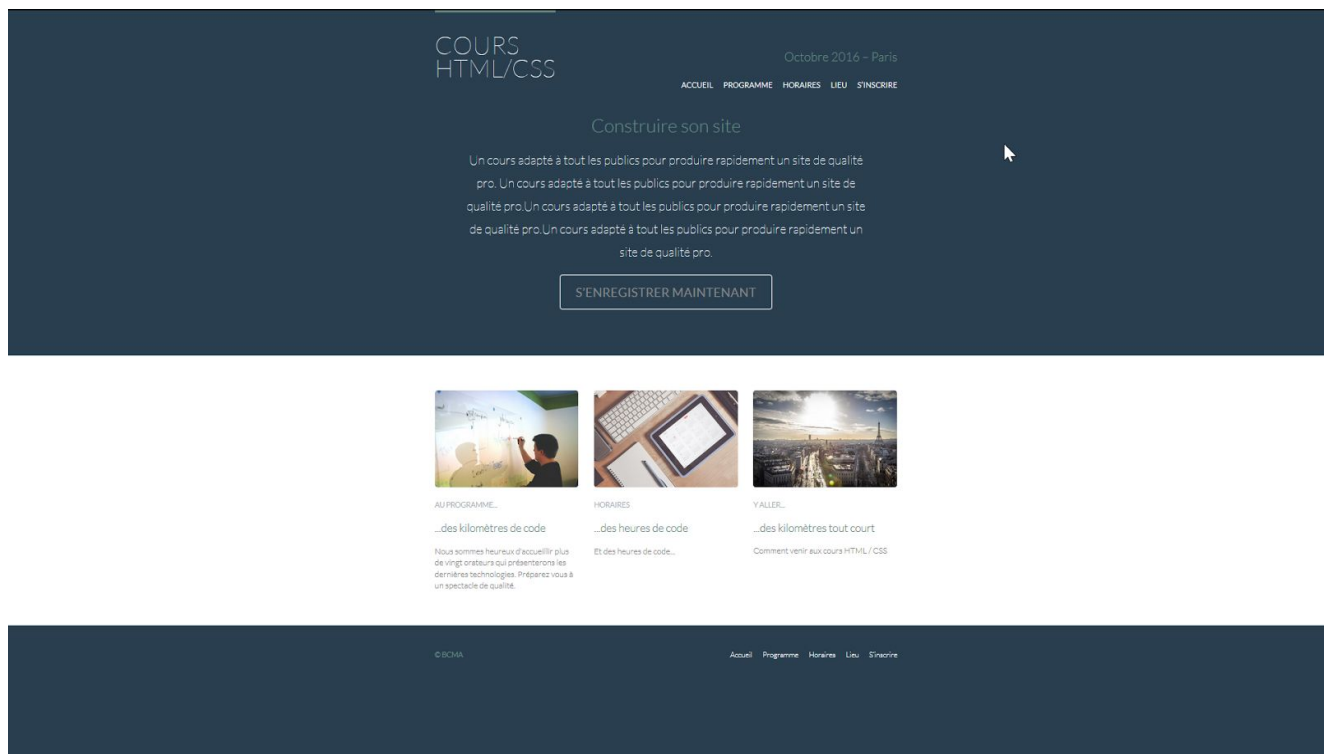 COURS
HTML/CSS
Octobre 2016 – Paris
ACCUEIL PROGRAMME HORAIRES LIEU S'INSCRIRE
Construire son site
Un cours adapté à tout les publics pour produire rapidement un site de qualité
pro. Un cours adapté à tout les publics pour produire rapidement un site de
qualité pro.Un cours adapté à tout les publics pour produire rapidement un site
de qualité pro.Un cours adapté à tout les publics pour produire rapidement un
site de qualité pro.
S'ENREGISTRER MAINTENANT
AU PROGRAMME...
...des kilomètres de code
Nous sommes heureux d'accueillir plus
de vingt orateurs qui présenterons les
dernières technologies. Préparez vous à
un spectacle de qualité.
HORAIRES
...des heures de code
Et des heures de code...
Y ALLER...
...des kilomètres tout court
Comment venir aux cours HTML / CSS
© BCMA
Accueil Programme Horaires Lieu S'inscrire